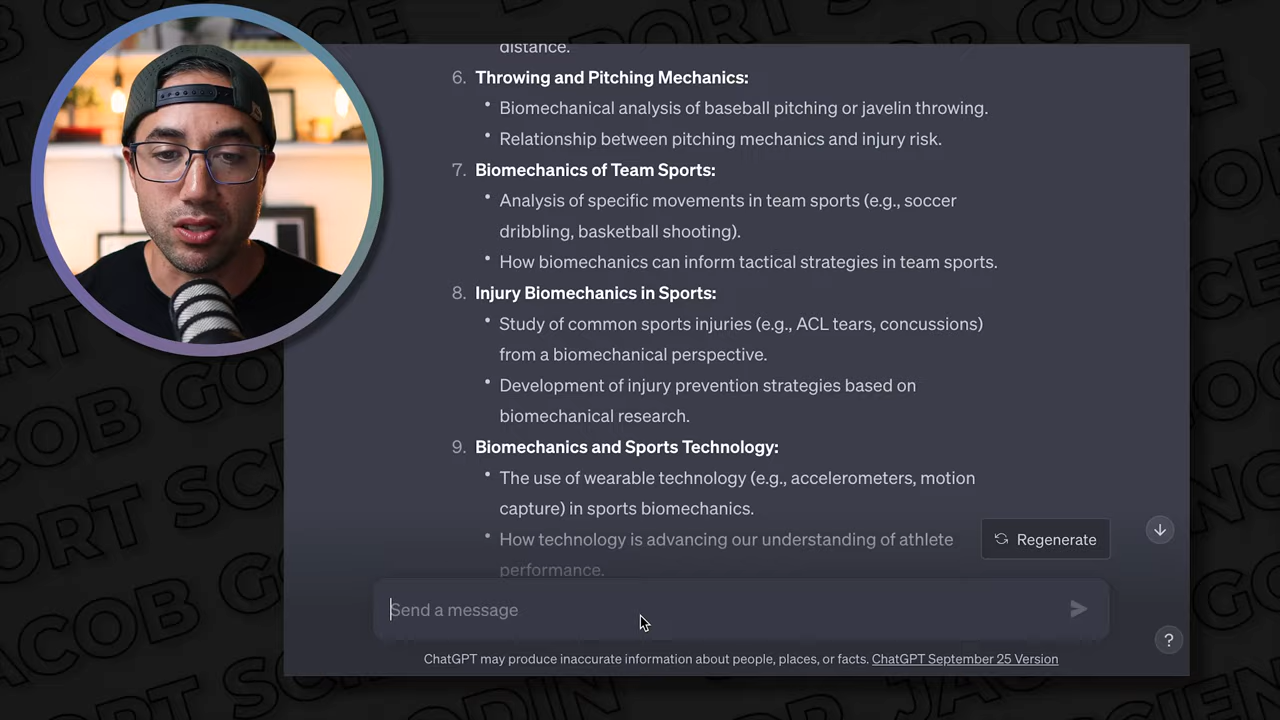 distance.
6. Throwing and Pitching Mechanics:
• Biomechanical analysis of baseball pitching or javelin throwing.
• Relationship between pitching mechanics and injury risk.
7. Biomechanics of Team Sports:
• Analysis of specific movements in team sports (e.g., soccer
dribbling, basketball shooting).
• How biomechanics can inform tactical strategies in team sports.
8. Injury Biomechanics in Sports:
• Study of common sports injuries (e.g., ACL tears, concussions)
from a biomechanical perspective.
• Development of injury prevention strategies based on
biomechanical research.
9. Biomechanics and Sports Technology:
• The use of wearable technology (e.g., accelerometers, motion
capture) in sports biomechanics.
• How technology is advancing our understanding of athlete
performance.
Regenerate
Send a message
?
ChatGPT may produce inaccurate information about people, places, or facts. ChatGPT September 25 Version